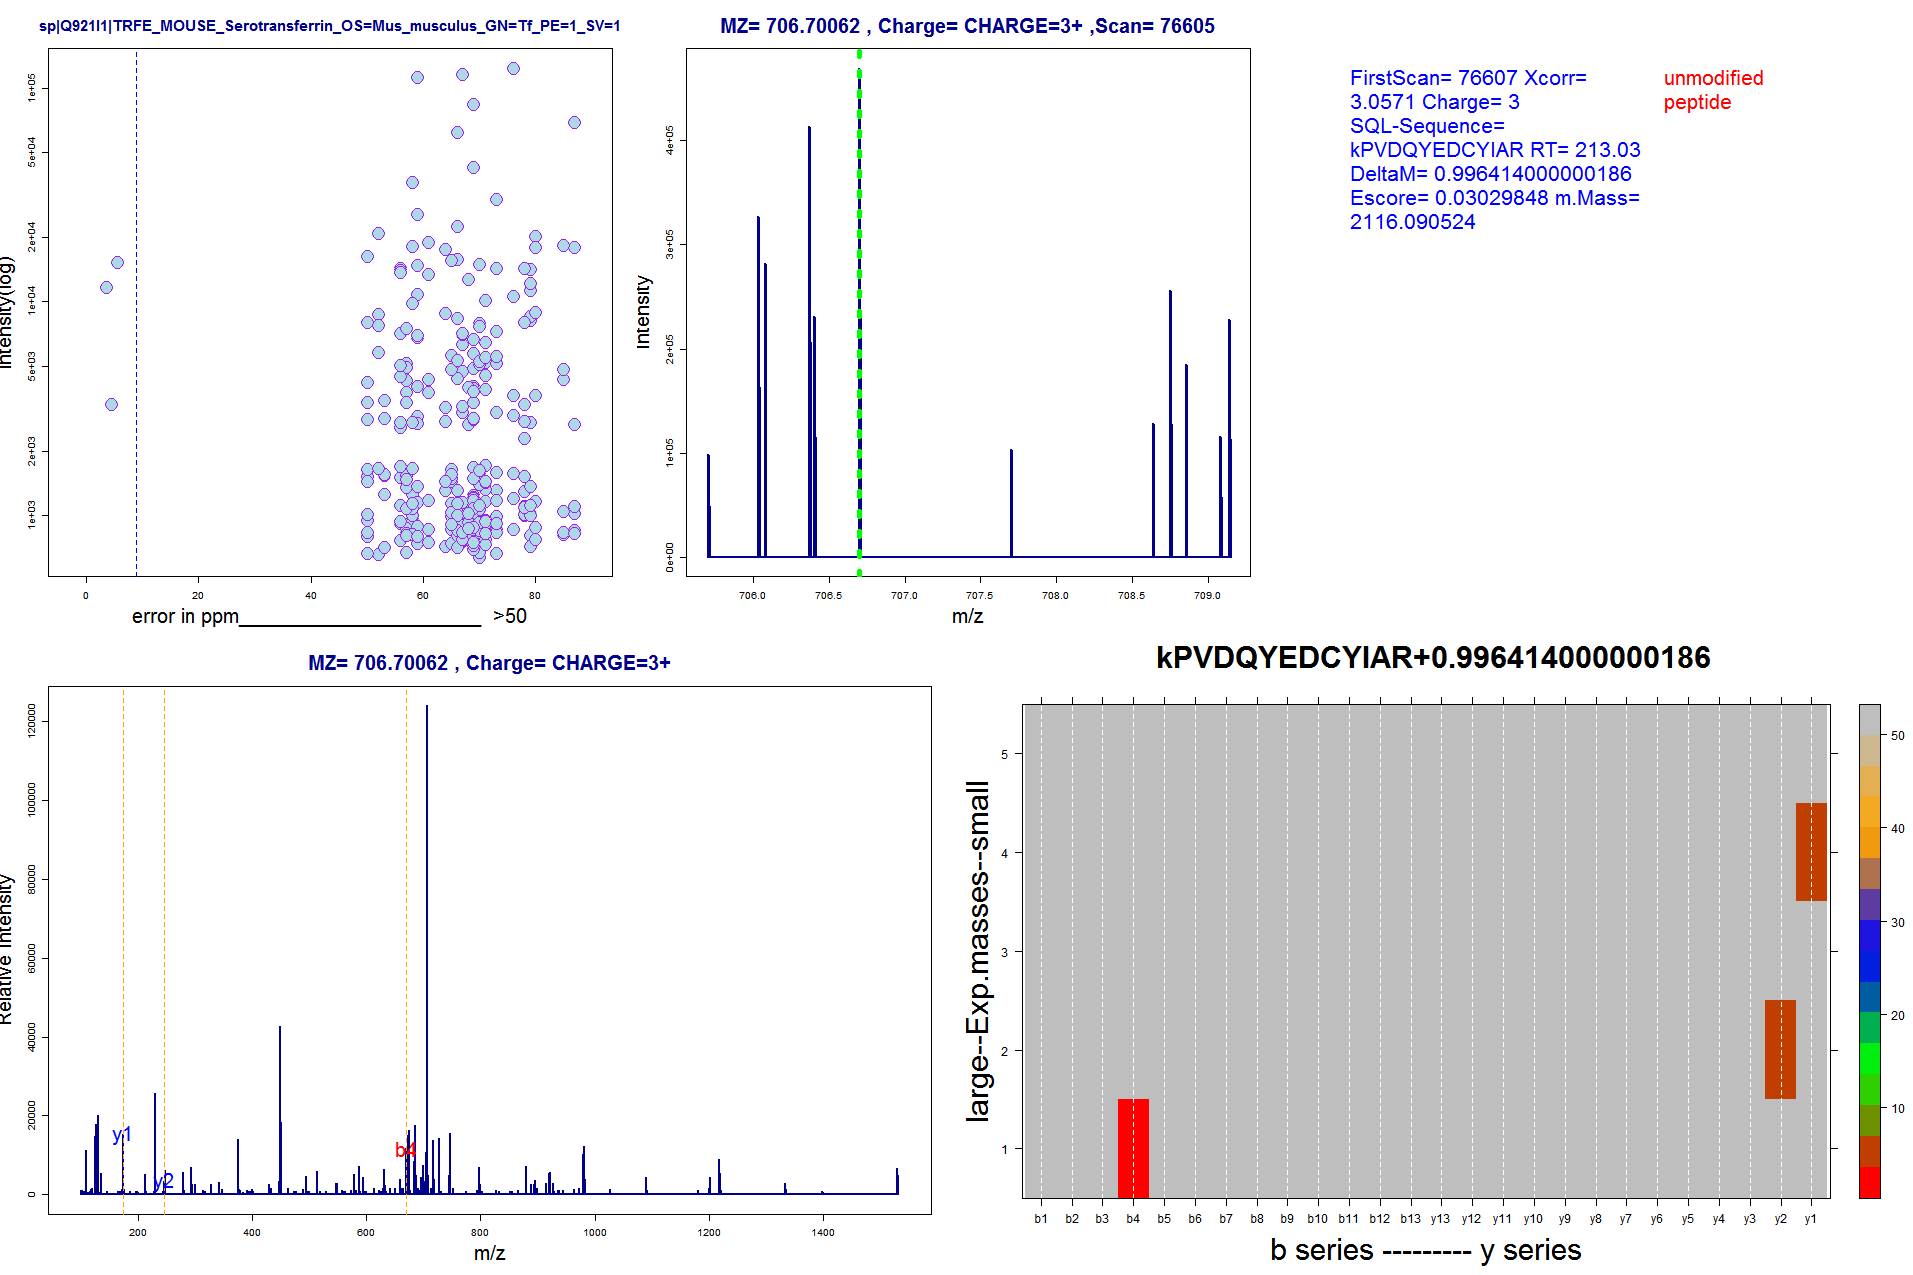 sp|Q921I1|TRFE_MOUSE_Serotransferrin_OS=Mus_musculus_GN=Tf_PE=1_SV=1
Intensity(log)
1e+05
5e+04
2e+04
1e+04
5e+03
2e+03
1e+03
0 20 40 60 80
error in ppm______________________ >50
MZ= 706.70062 , Charge= CHARGE=3+ ,Scan= 76605
Intensity
4e+05
3e+05
2e+05
1e+05
0e+00
706.0 706.5 707.0 707.5 708.0 708.5 709.0
m/z
FirstScan= 76607 Xcorr=
3.0571 Charge= 3
SQL-Sequence=
kPVDQYEDCYIAR RT= 213.03
DeltaM= 0.996414000000186
Escore= 0.03029848 m.Mass=
2116.090524
unmodified
peptide
MZ= 706.70062 , Charge= CHARGE=3+
Relative Intensity
120000
100000
80000
60000
40000
20000
0
y1
y2
b4
200 400 600 800 1000 1200 1400
m/z
kPVDQYEDCYIAR+0.996414000000186
large--Exp.masses--small
5
4
3
2
1
b1 b2 b3 b4 b5 b6 b7 b8 b9 b10 b11 b12 b13 y13 y12 y11 y10 y9 y8 y7 y6 y5 y4 y3 y2 y1
b series --------- y series
50
40
30
20
10